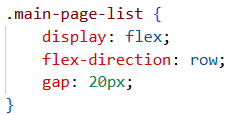 .main-page-list {
    display: flex;
    flex-direction: row;
    gap: 20px;
}